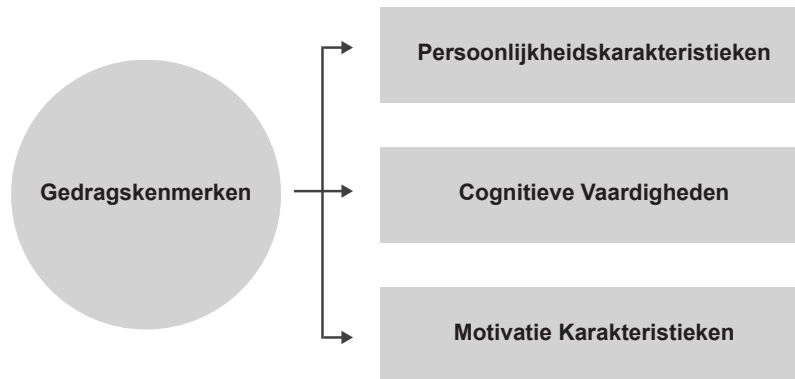 Persoonlijkheidskarakteristieken
Gedragskenmerken
Cognitieve Vaardigheden
Motivatie Karakteristieken